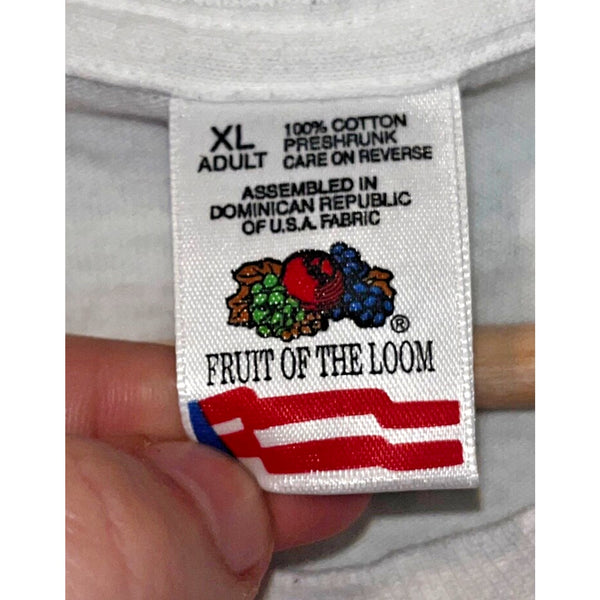 XL
ADULT
100% COTTON
PRESHRUNK
CARE ON REVERSE
ASSEMBLED IN
DOMINICAN REPUBLIC
OF U.S.A. FABRIC
®
FRUIT OF THE LOOM